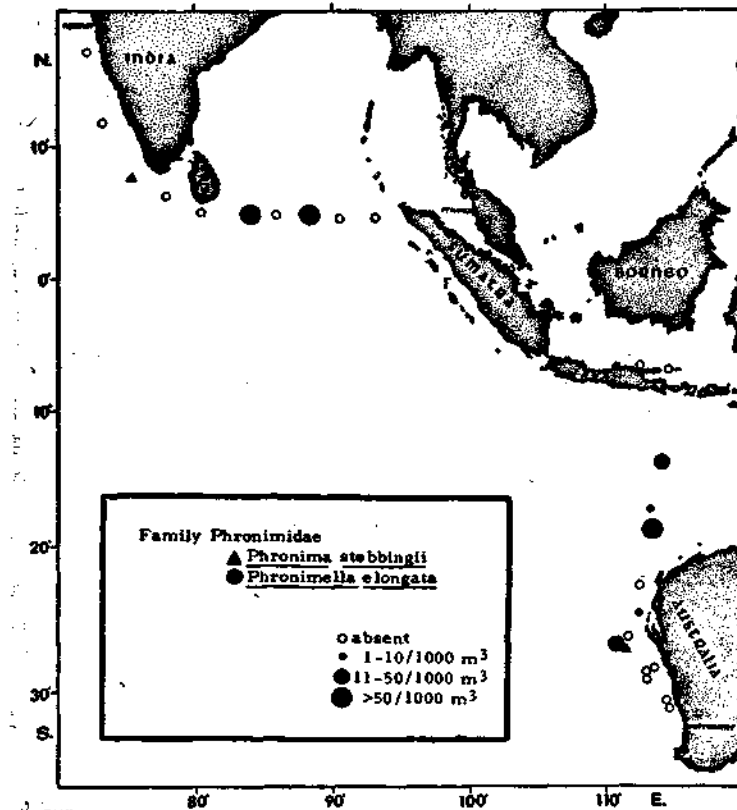 N.
INDIA
10°
0°
SUMATRA
BORNEO
10°
20°
30°
S.
AUSTRALIA
Family Phronimidae
▲ Phronima stebbingii
● Phronimella elongata
○ absent
• 1-10/1000 m³
● 11-50/1000 m³
● >50/1000 m³
80° 90° 100° 110° E.